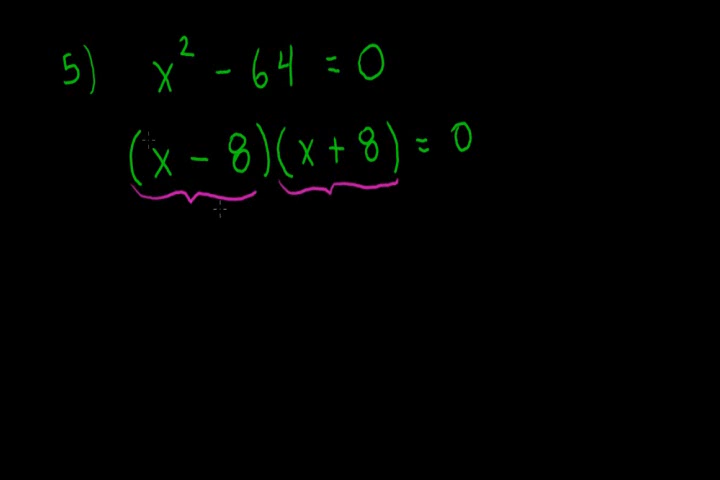 5) x² - 64 = 0
(x - 8)(x + 8) = 0